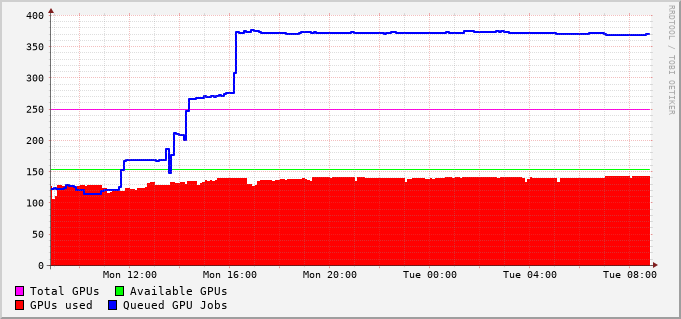 400
350
300
250
200
150
100
50
0
Mon 12:00 Mon 16:00 Mon 20:00 Tue 00:00 Tue 04:00 Tue 08:00
Total GPUs Available GPUs
GPUs used Queued GPU Jobs
RRDTOOL / TOBI OETIKER